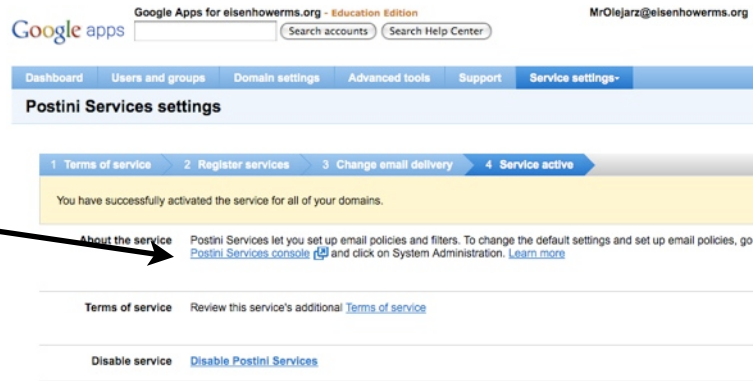 Google Apps for eisenhowerms.org - Education Edition
MrOlejarz@eisenhowerms.org
Google apps
Search accounts
Search Help Center
Dashboard Users and groups Domain settings Advanced tools Support Service settings
Postini Services settings
1 Terms of service 2 Register services 3 Change email delivery 4 Service active
You have successfully activated the service for all of your domains.
About the service Postini Services let you set up email policies and filters. To change the default settings and set up email policies, go
Postini Services console and click on System Administration. Learn more
Terms of service Review this service's additional Terms of service
Disable service Disable Postini Services